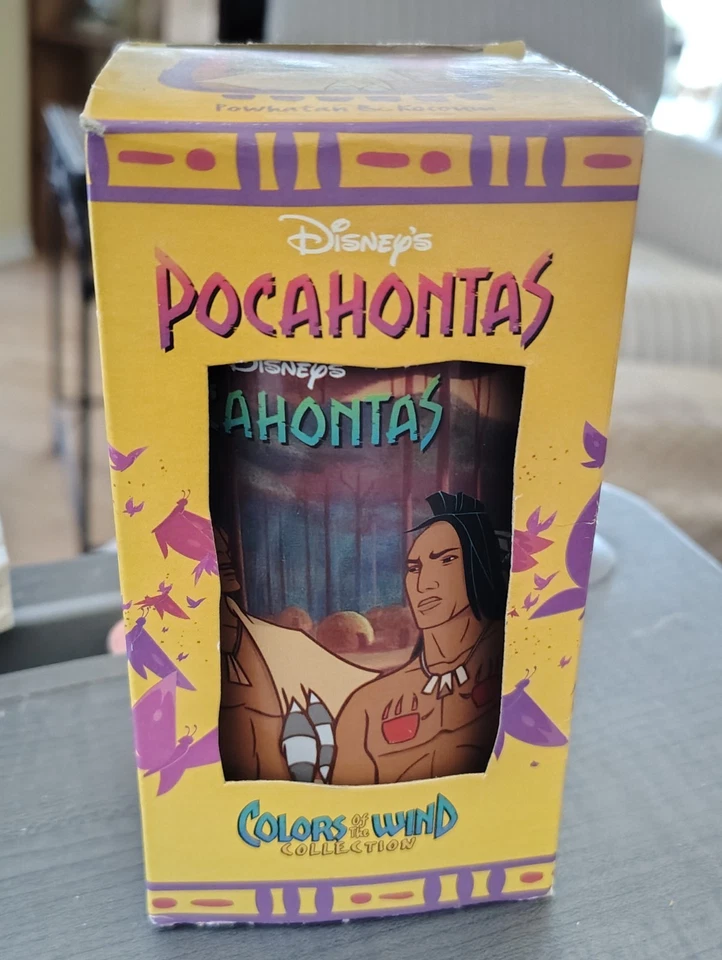 Powhatan & Kocoum
DISNEY'S
POCAHONTAS
DISNEY'S
AHONTAS
COLORS of the WIND
COLLECTION